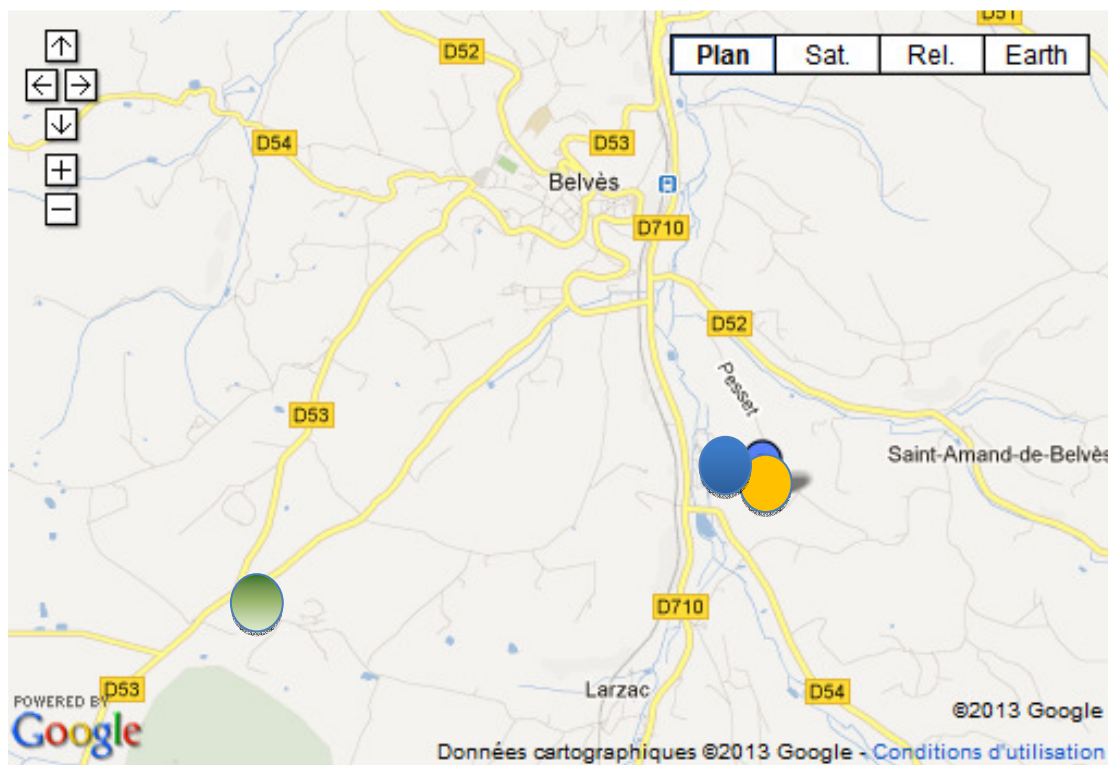 D51
D52
Plan Sat. Rel. Earth
D54
D53
Belvès
D710
D52
Pesset
D53
Saint-Amand-de-Belvès
D710
Larzac
D53
D54
POWERED BY
Google
©2013 Google
Données cartographiques ©2013 Google - Conditions d'utilisation